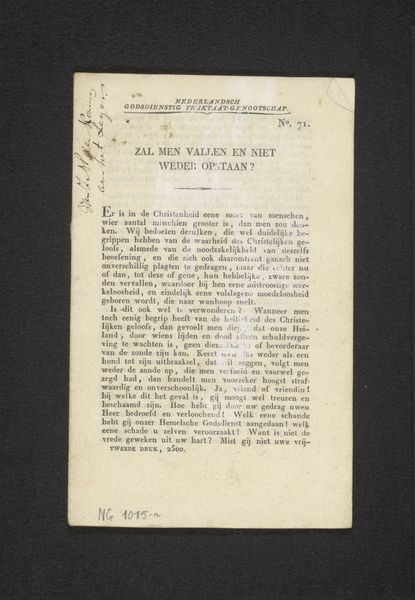 NEDERLANDSCH
GODSDIENSTIG TRAKTAAT-GENOOTSCHAP.
No. 71.
ZAL MEN VALLEN EN NIET
WEDER OPSTAAN?
Er is in de Christenheid eene soort van menschen,
wier aantal misschien grooter is, dan men zou den-
ken. Wij bedoelen dezulken, die wel duidelijke be-
grippen hebben van de waarheid des Christelijken ge-
loofs, alsmede van de noodzakelijkheid van deszelfs
beoefening, en die zich ook daaromtrent gansch niet
onverschillig plagten te gedragen, maar die echter nu
of dan, tot deze of gene, hun hebbelijke, zware zon-
den vervallen, waardoor bij hen eene mistroostige wer-
keloosheid, en eindelijk eene volslagene moedeloosheid
geboren wordt, die naar wanhoop snelt.
Is dit ook wel te verwonderen? Wanneer men
toch eenig begrip heeft van de heiligheid des Christe-
lijken geloofs, dan gevoelt men diep, dat onze Hei-
land, door wiens lijden en dood alleen schuldverge-
ving te wachten is, geen dienstknecht of bevorderaar
van de zonde zijn kan. Keert men dus weder als een
hond tot zijn uitbraaksel, dat wil zeggen, volgt men
weder de zonde op, die men verfoeid en vaarwel ge-
zegd had, dan handelt men voorzeker hoogst straf-
waardig en onverschoonlijk. Ja, vriend of vriendin!
bij welke dit het geval is, gij moogt wel treuren en
beschaamd zijn. Hoe hebt gij door uw gedrag uwen
Heer bedroefd en verloochend! Welk eene schande
hebt gij onzer Hemelsche Godsdienst aangedaan! welk
eene schade u zelven veroorzaakt! Want is niet de
vrede geweken uit uw hart? Mist gij niet uwe vrij-
TWEEDE DRUK, 2500.
NG 1015-a